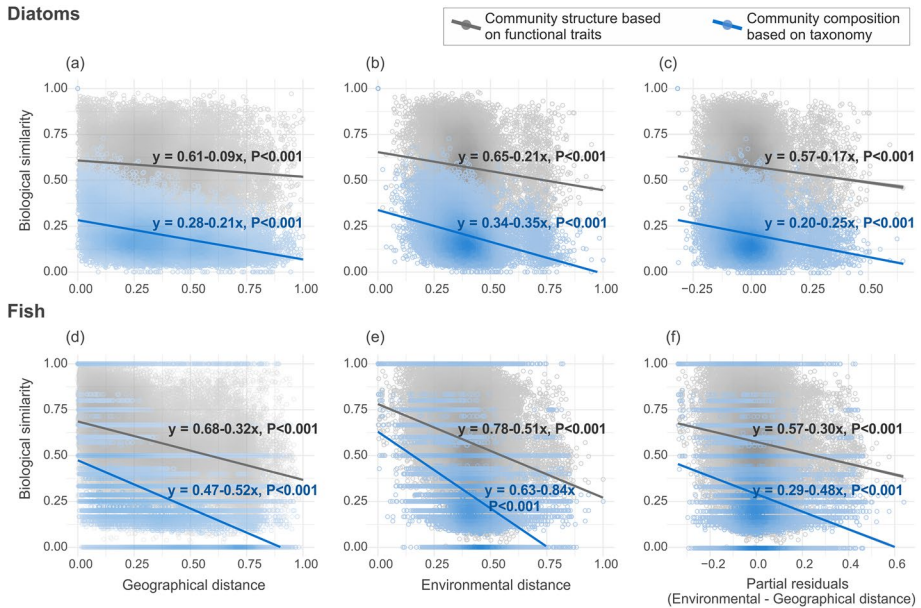 Diatoms
Community structure based
on functional traits
Community composition
based on taxonomy
(a)
(b)
(c)
Biological similarity
1.00
0.75
0.50
0.25
0.00
y = 0.61-0.09x, P<0.001
y = 0.28-0.21x, P<0.001
y = 0.65-0.21x, P<0.001
y = 0.34-0.35x, P<0.001
y = 0.57-0.17x, P<0.001
y = 0.20-0.25x, P<0.001
0.00 0.25 0.50 0.75 1.00
0.00 0.25 0.50 0.75 1.00
−0.25 0.00 0.25 0.50
Fish
(d)
(e)
(f)
Biological similarity
1.00
0.75
0.50
0.25
0.00
y = 0.68-0.32x, P<0.001
y = 0.47-0.52x, P<0.001
y = 0.78-0.51x, P<0.001
y = 0.63-0.84x
P<0.001
y = 0.57-0.30x, P<0.001
y = 0.29-0.48x, P<0.001
0.00 0.25 0.50 0.75 1.00
0.00 0.25 0.50 0.75 1.00
−0.2 0.0 0.2 0.4 0.6
Geographical distance
Environmental distance
Partial residuals
(Environmental - Geographical distance)